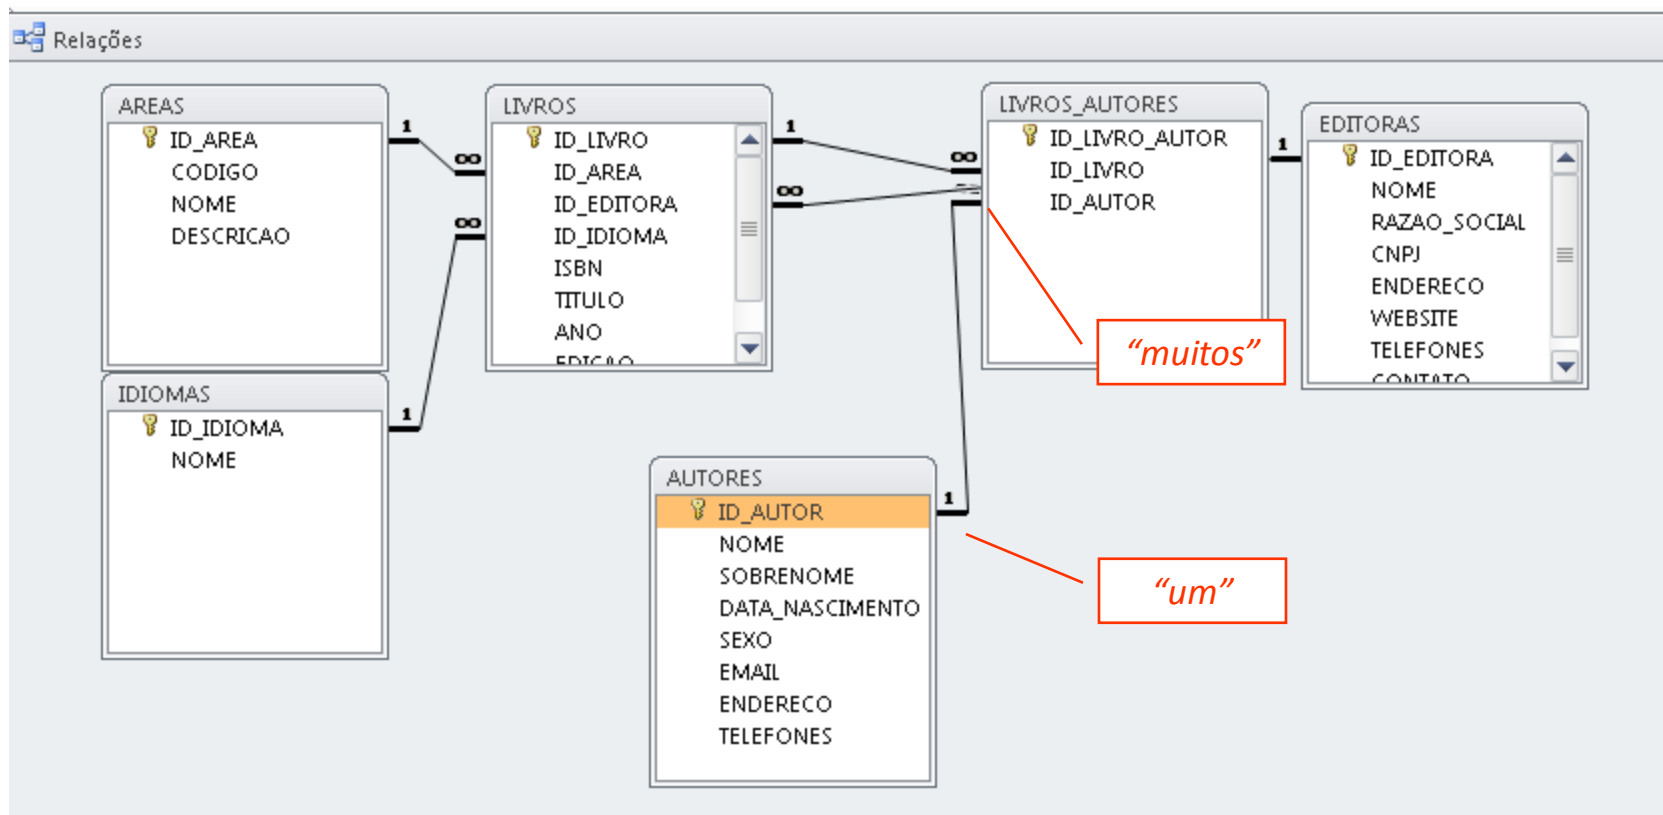 Relações
AREAS
ID_AREA
CODIGO
NOME
DESCRICAO
1
∞
LIVROS
ID_LIVRO
ID_AREA
ID_EDITORA
ID_IDIOMA
ISBN
TITULO
ANO
EDICAO
∞
1
∞
∞
LIVROS_AUTORES
ID_LIVRO_AUTOR
ID_LIVRO
ID_AUTOR
1
EDITORAS
ID_EDITORA
NOME
RAZAO_SOCIAL
CNPJ
ENDERECO
WEBSITE
TELEFONES
CONTATO
“muitos”
IDIOMAS
ID_IDIOMA
NOME
1
AUTORES
ID_AUTOR
NOME
SOBRENOME
DATA_NASCIMENTO
SEXO
EMAIL
ENDERECO
TELEFONES
1
“um”